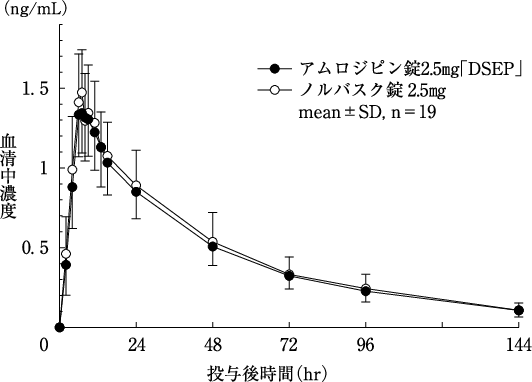 (ng/mL)
1.5
1
0.5
血清中濃度
アムロジピン錠2.5mg「DSEP」
ノルバスク錠 2.5mg
mean±SD, n=19
0 24 48 72 96 144
投与後時間(hr)